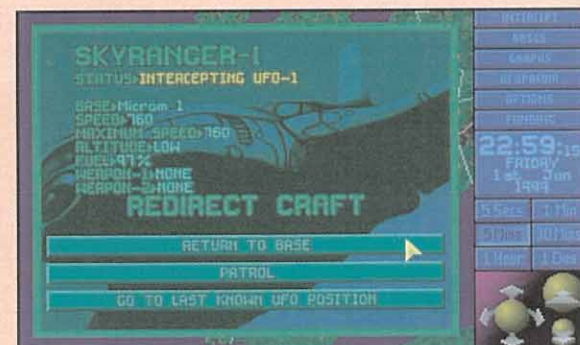 SKYRANGER-1
STATUS>INTERCEPTING UFO-1
BASE>Microm 1
SPEED>760
MAXIMUM SPEED>760
ALTITUDE>LOW
FUEL>97%
WEAPON-1>NONE
WEAPON-2>NONE
REDIRECT CRAFT
RETURN TO BASE
PATROL
GO TO LAST KNOWN UFO POSITION
INTERCEPT
BASES
GRAPHS
UFOPAEDIA
OPTIONS
FUNDING
22:59:15
FRIDAY
1st Jan
1999
5 Secs 1 Min
5 Mins 30 Mins
1 Hour 1 Day